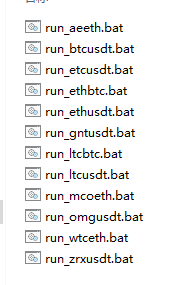 run_aeeth.bat
run_btcusdt.bat
run_etcusdt.bat
run_ethbtc.bat
run_ethusdt.bat
run_gntusdt.bat
run_ltcbtc.bat
run_ltcusdt.bat
run_mcoeth.bat
run_omgusdt.bat
run_wtceth.bat
run_zrxusdt.bat